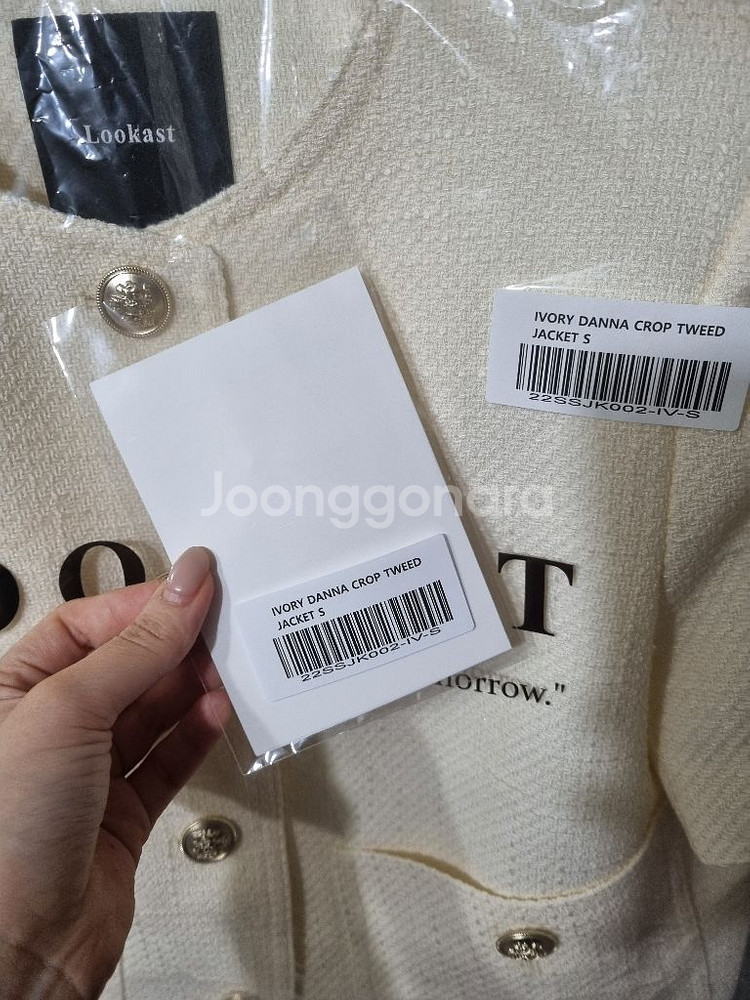 Lookast
IVORY DANNA CROP TWEED
JACKET S
22SSJK002-IV-S
Joonggonara
O
T
IVORY DANNA CROP TWEED
JACKET S
22SSJK002-IV-S
morrow."